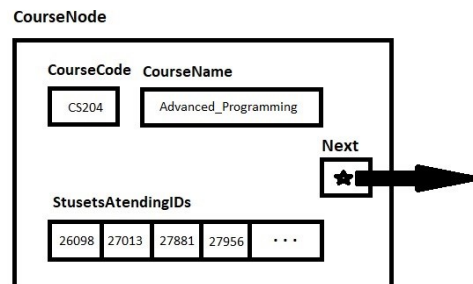 CourseNode
CourseCode CourseName
CS204 Advanced_Programming
Next
StusetsAtendingIDs
26098 27013 27881 27956 ...